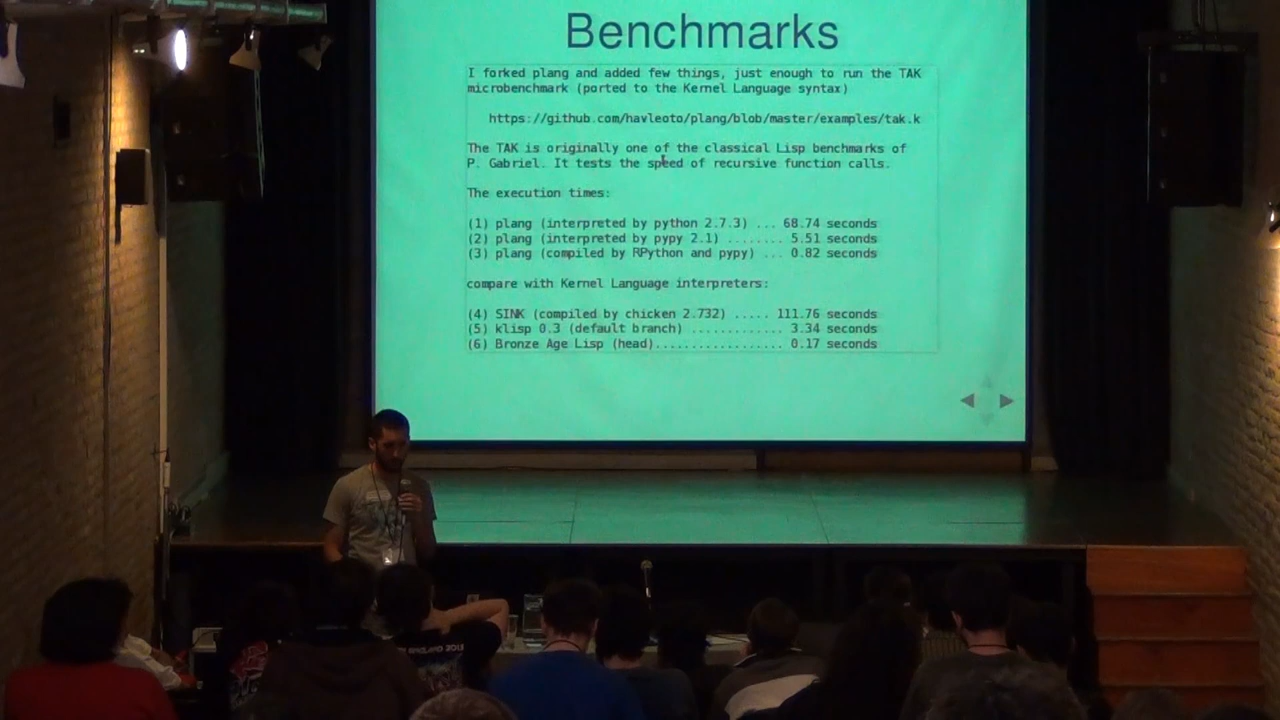 Benchmarks
I forked plang and added few things, just enough to run the TAK
microbenchmark (ported to the Kernel Language syntax)
https://github.com/havleoto/plang/blob/master/examples/tak.k
The TAK is originally one of the classical Lisp benchmarks of
P. Gabriel. It tests the speed of recursive function calls.
The execution times:
(1) plang (interpreted by python 2.7.3) ... 68.74 seconds
(2) plang (interpreted by pypy 2.1) ........ 5.51 seconds
(3) plang (compiled by RPython and pypy) ... 0.82 seconds
compare with Kernel Language interpreters:
(4) SINK (compiled by chicken 2.732) ..... 111.76 seconds
(5) klisp 0.3 (default branch) ............. 3.34 seconds
(6) Bronze Age Lisp (head).................. 0.17 seconds